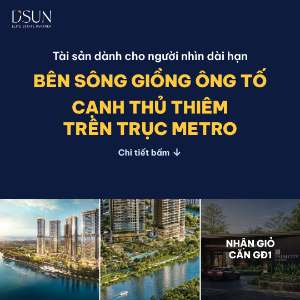 DSUN
Tài sản dành cho người nhìn dài hạn
BÊN SÔNG GIỒNG ÔNG TỐ
CẠNH THỦ THIÊM
TRÊN TRỤC METRO
Chi tiết bấm ↓
NHẬN GIỎ
CĂN GĐ1